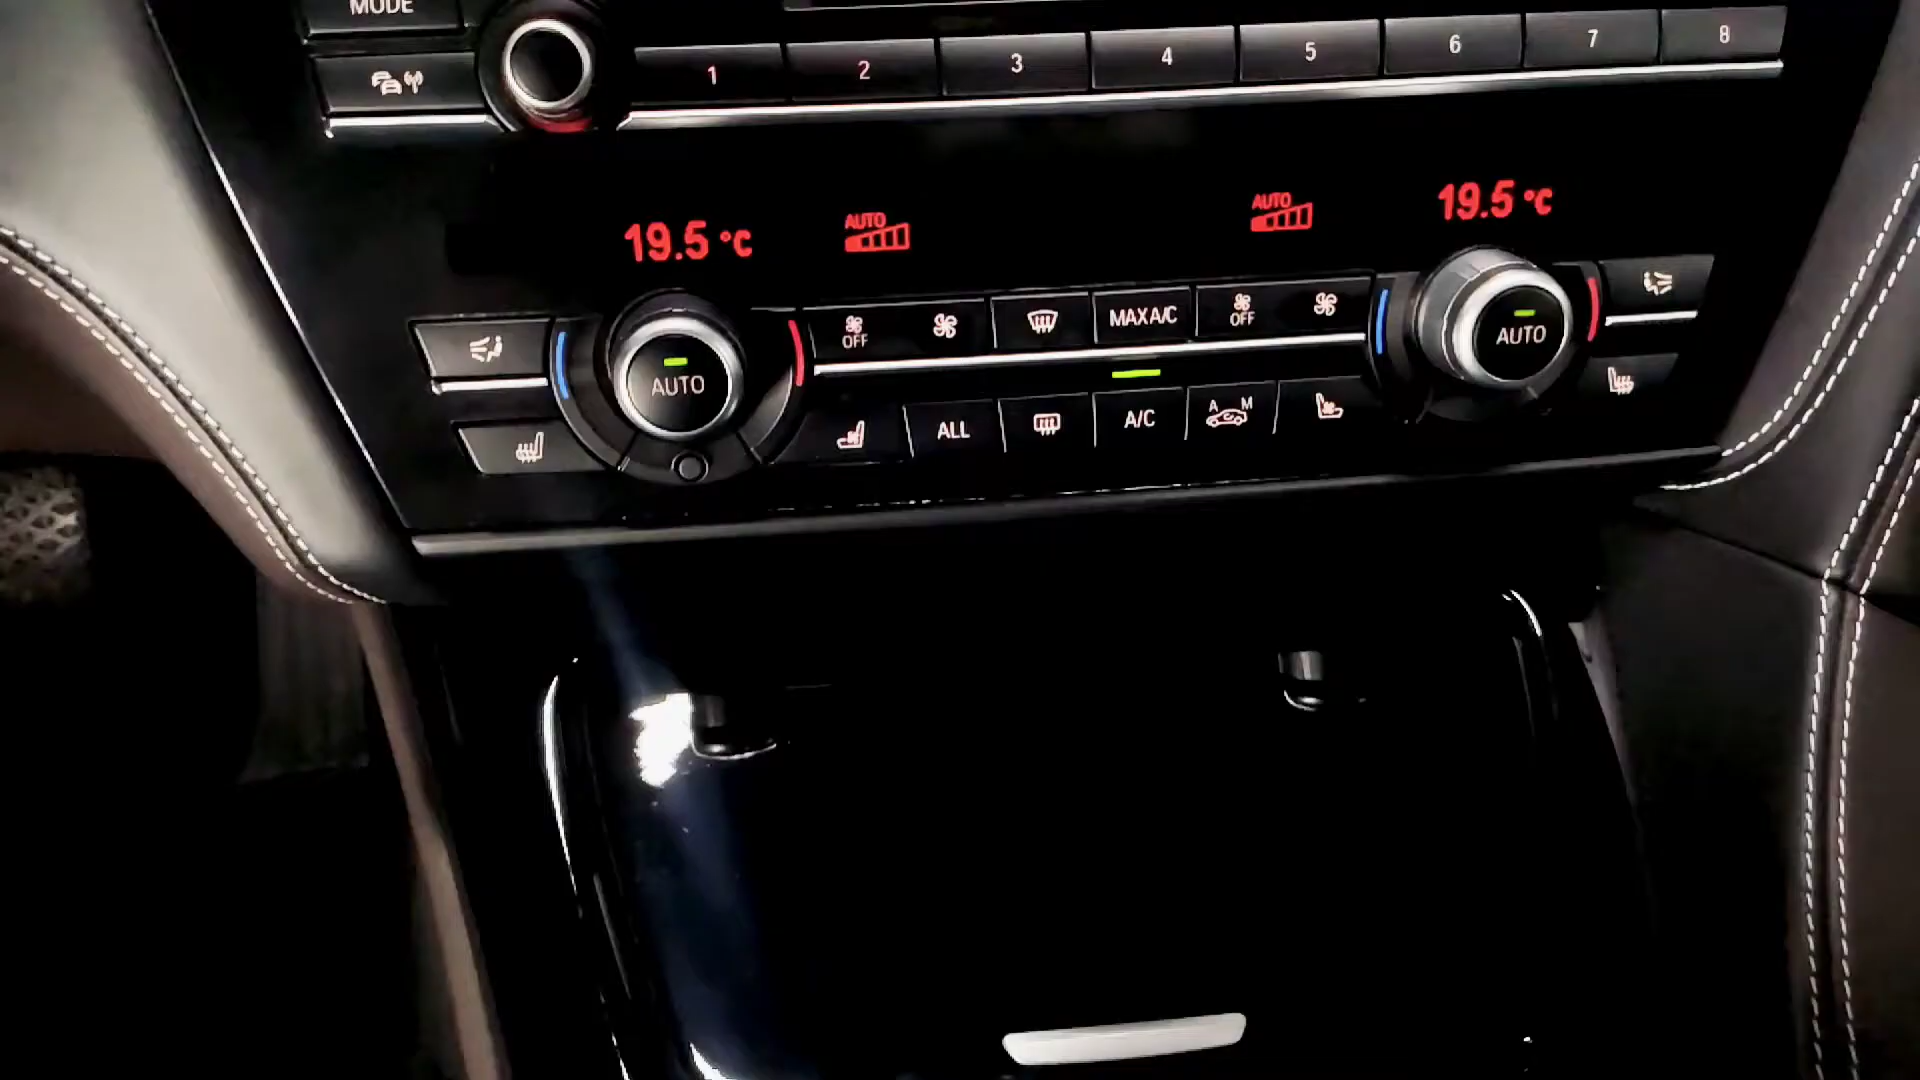 MODE
1 2 3 4 5 6 7 8
19.5 °C AUTO AUTO 19.5 °C
AUTO OFF MAX A/C OFF AUTO
ALL A/C A M